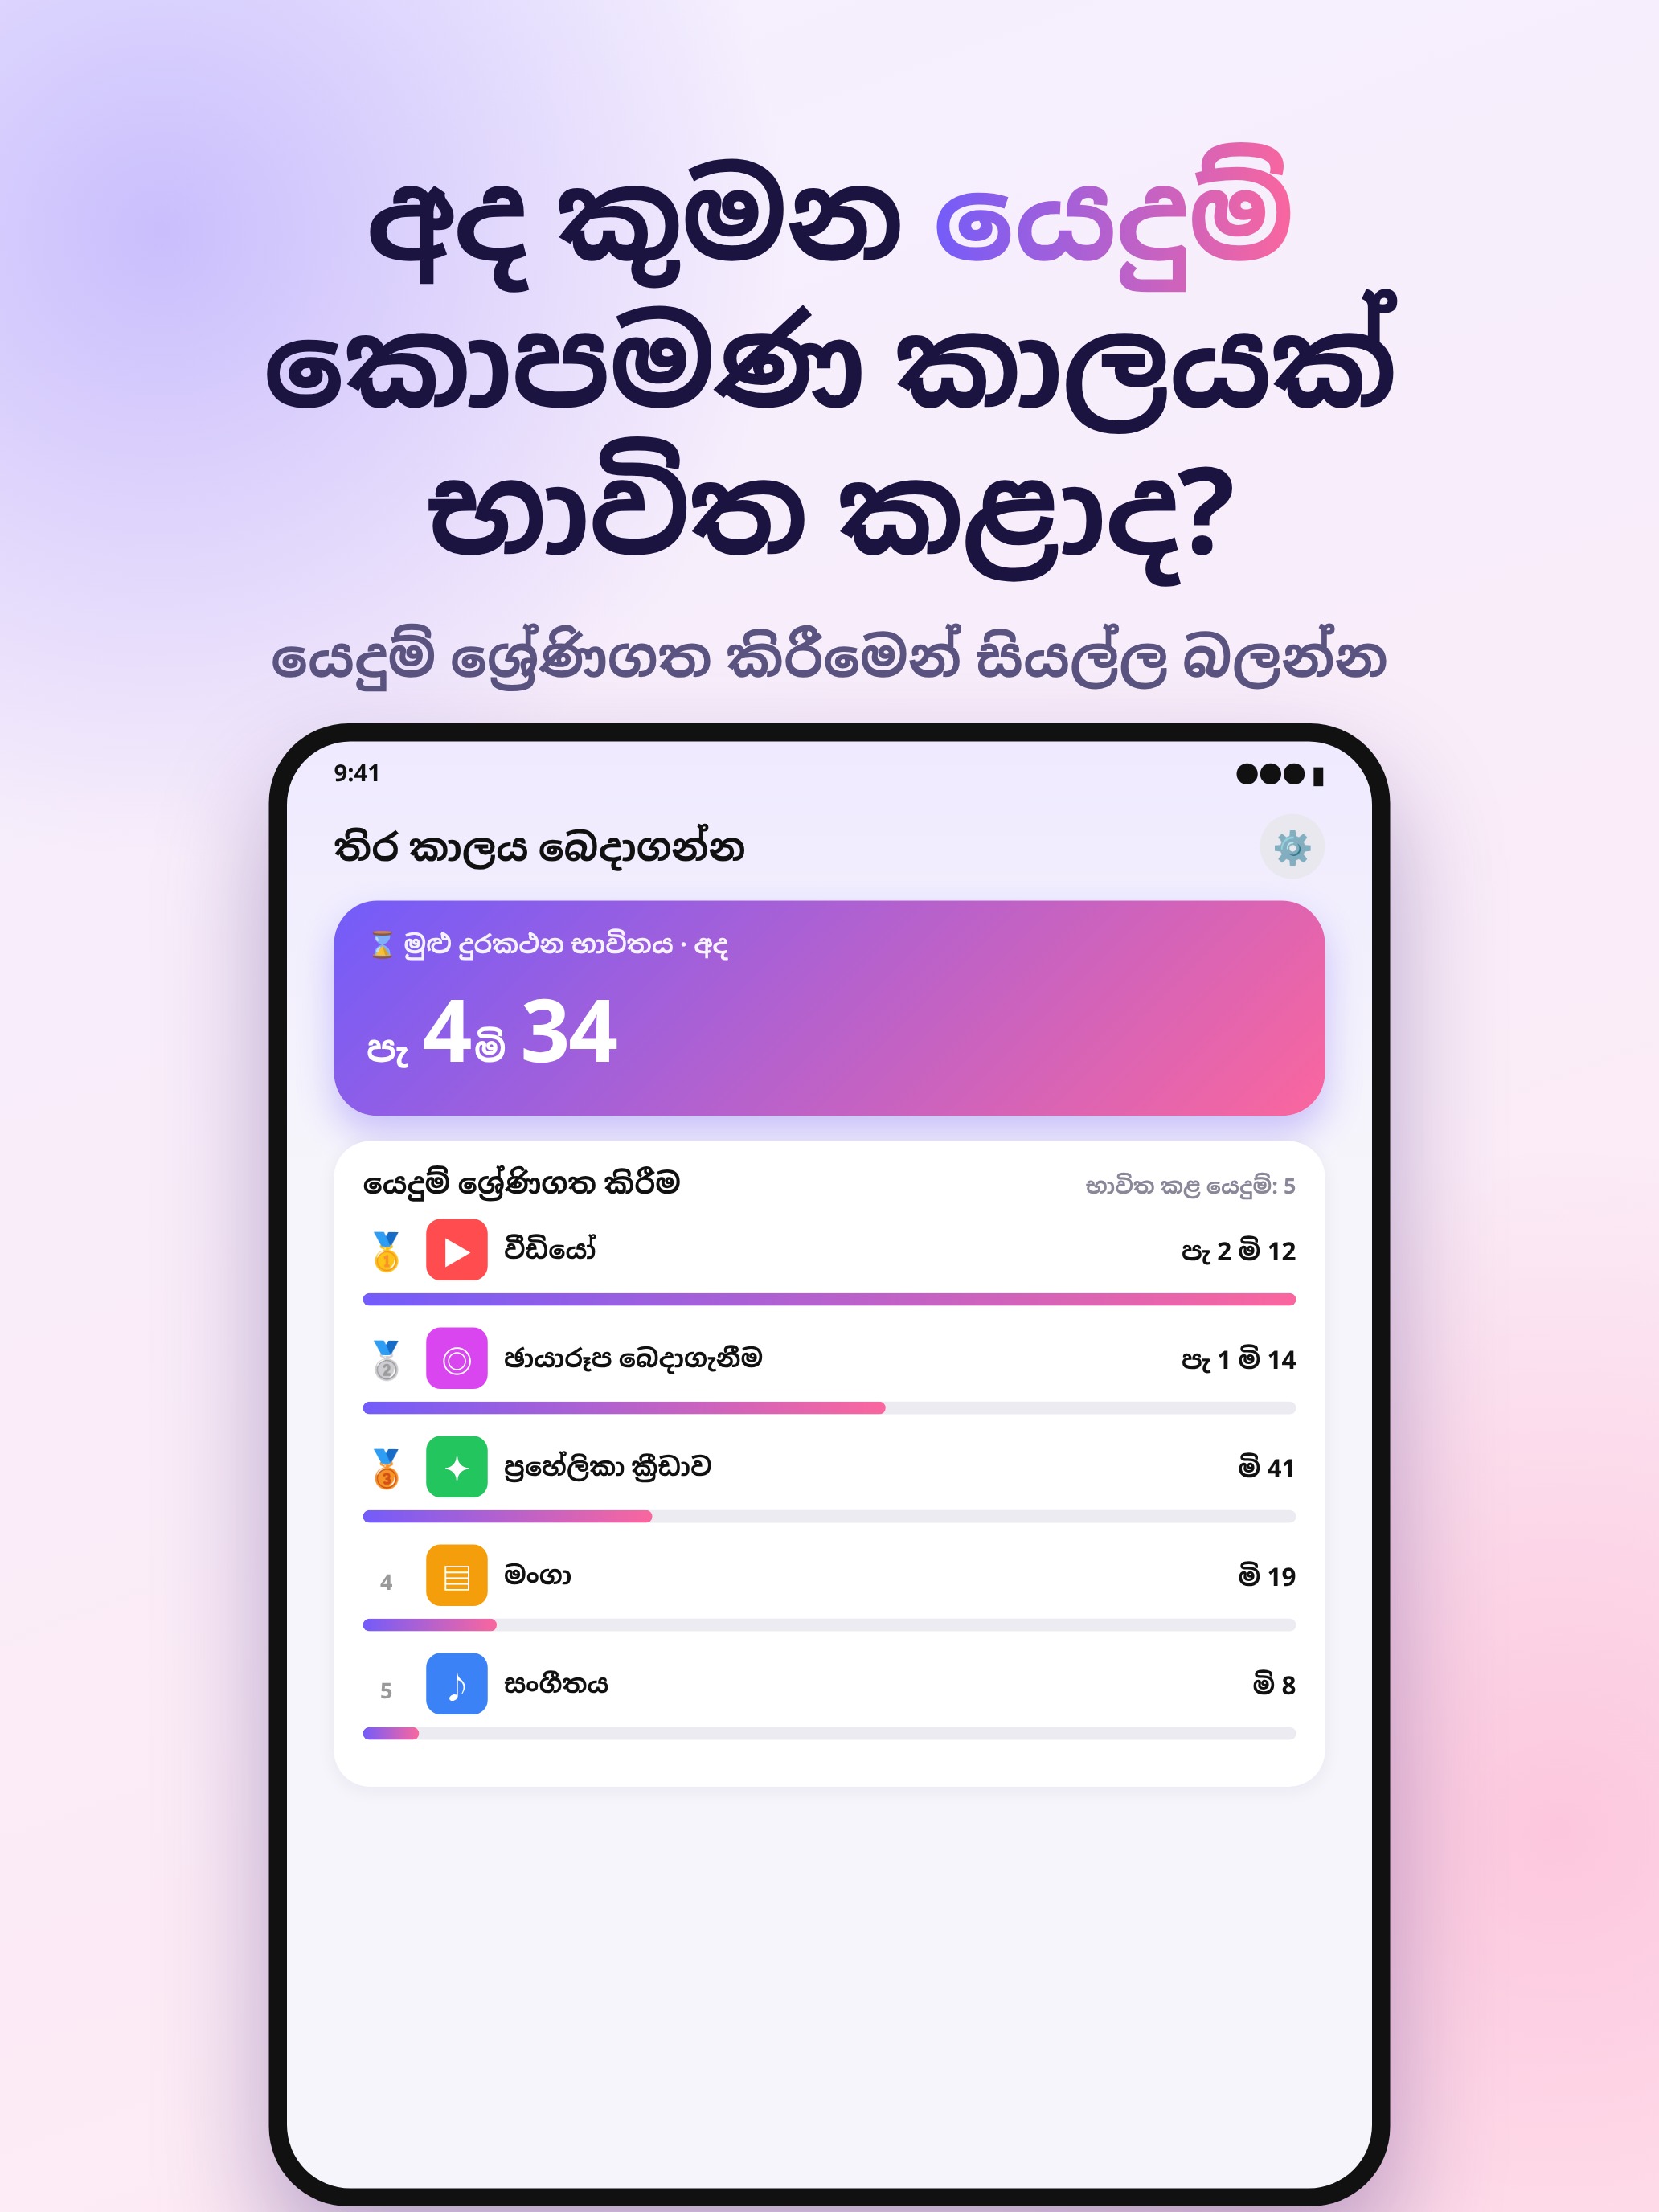 අද කුමන යෙදුම්
කොපමණ කාලයක්
භාවිත කළාද?
යෙදුම් ශ්‍රේණිගත කිරීමෙන් සියල්ල බලන්න
9:41
තිර කාලය බෙදාගන්න
⌛ මුළු දුරකථන භාවිතය · අද
පැ 4මි 34
යෙදුම් ශ්‍රේණිගත කිරීම
භාවිත කළ යෙදුම්: 5
වීඩියෝ
පැ 2 මි 12
ඡායාරූප බෙදාගැනීම
පැ 1 මි 14
ප්‍රහේලිකා ක්‍රීඩාව
මි 41
4
මංගා
මි 19
5
සංගීතය
මි 8